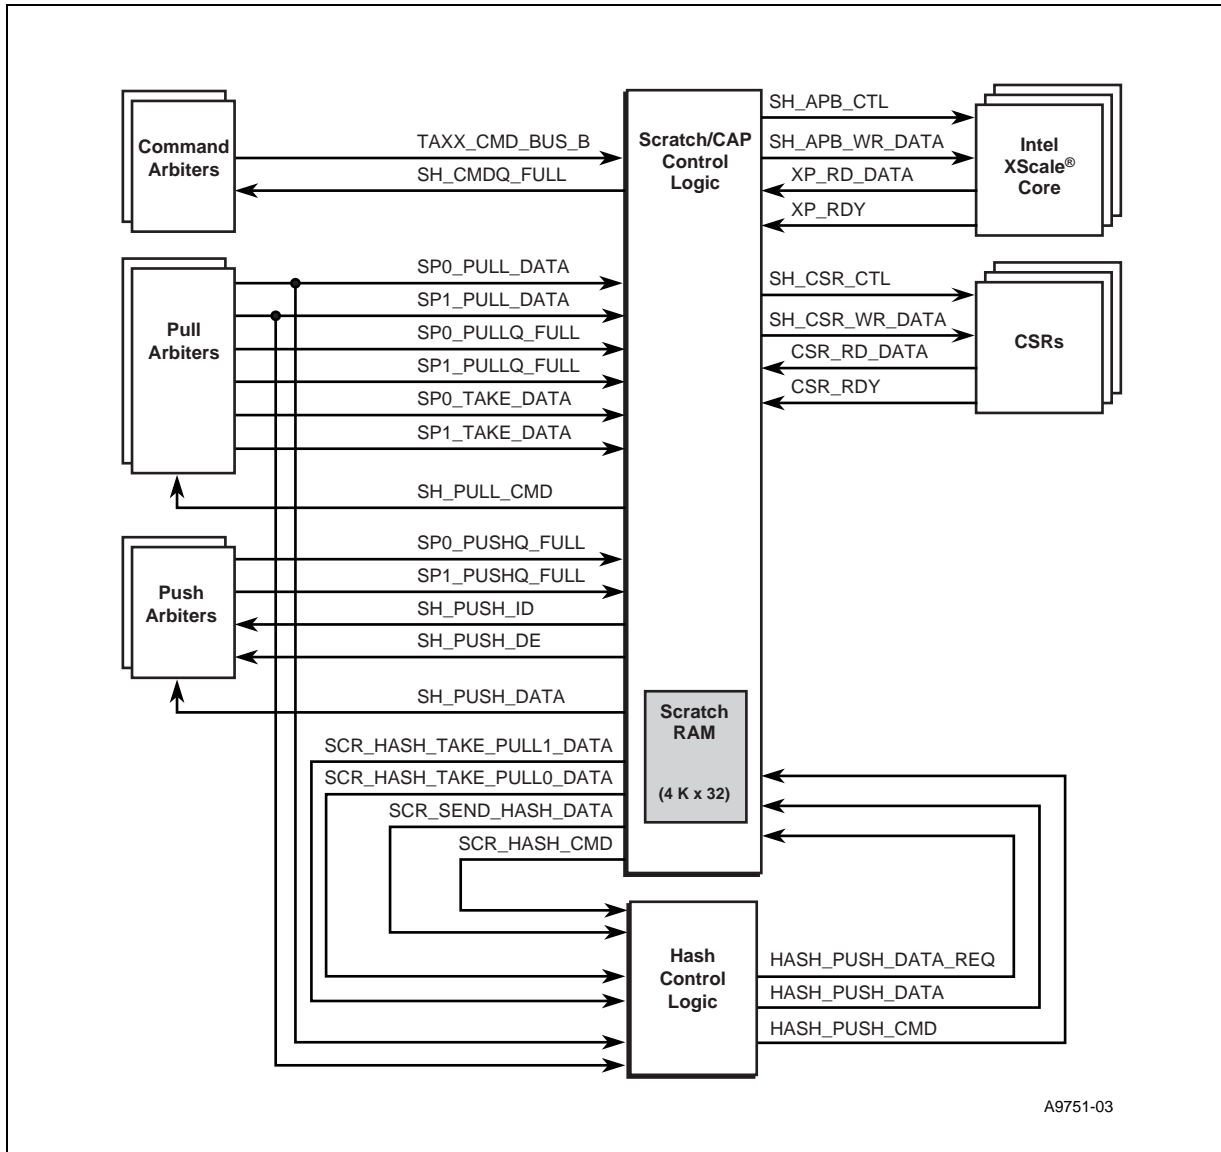 Command
Arbiters
TAXX_CMD_BUS_B
SH_CMDQ_FULL
Scratch/CAP
Control
Logic
SH_APB_CTL
SH_APB_WR_DATA
XP_RD_DATA
XP_RDY
Intel
XScale®
Core
Pull
Arbiters
SP0_PULL_DATA
SP1_PULL_DATA
SP0_PULLQ_FULL
SP1_PULLQ_FULL
SP0_TAKE_DATA
SP1_TAKE_DATA
SH_PULL_CMD
SH_CSR_CTL
SH_CSR_WR_DATA
CSR_RD_DATA
CSR_RDY
CSRs
Push
Arbiters
SP0_PUSHQ_FULL
SP1_PUSHQ_FULL
SH_PUSH_ID
SH_PUSH_DE
SH_PUSH_DATA
Scratch
RAM
(4 K x 32)
SCR_HASH_TAKE_PULL1_DATA
SCR_HASH_TAKE_PULL0_DATA
SCR_SEND_HASH_DATA
SCR_HASH_CMD
Hash
Control
Logic
HASH_PUSH_DATA_REQ
HASH_PUSH_DATA
HASH_PUSH_CMD
A9751-03